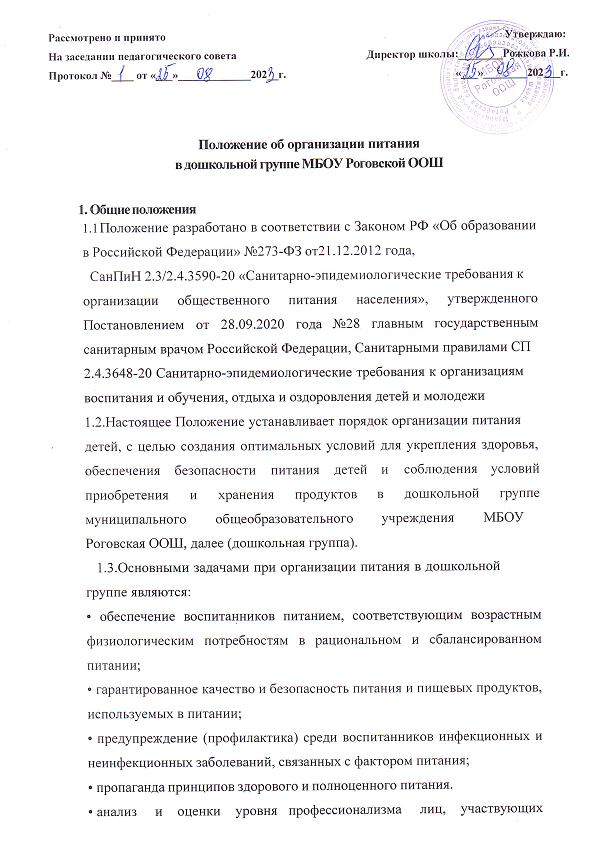 Рассмотрено и принято
Утверждаю:
На заседании педагогического совета
Директор школы: Рожкова Р.И.
Протокол № 1 от «25» 08 2023 г.
«25» 08 2023 г.
МБОУ
Роговская
ООШ
Положение об организации питания
в дошкольной группе МБОУ Роговской ООШ
1. Общие положения
1.1Положение разработано в соответствии с Законом РФ «Об образовании
в Российской Федерации» №273-ФЗ от21.12.2012 года,
СанПиН 2.3/2.4.3590-20 «Санитарно-эпидемиологические требования к
организации общественного питания населения», утвержденного
Постановлением от 28.09.2020 года №28 главным государственным
санитарным врачом Российской Федерации, Санитарными правилами СП
2.4.3648-20 Санитарно-эпидемиологические требования к организациям
воспитания и обучения, отдыха и оздоровления детей и молодежи
1.2.Настоящее Положение устанавливает порядок организации питания
детей, с целью создания оптимальных условий для укрепления здоровья,
обеспечения безопасности питания детей и соблюдения условий
приобретения и хранения продуктов в дошкольной группе
муниципального общеобразовательного учреждения МБОУ
Роговская ООШ, далее (дошкольная группа).
1.3.Основными задачами при организации питания в дошкольной
группе являются:
• обеспечение воспитанников питанием, соответствующим возрастным
физиологическим потребностям в рациональном и сбалансированном
питании;
• гарантированное качество и безопасность питания и пищевых продуктов,
используемых в питании;
• предупреждение (профилактика) среди воспитанников инфекционных и
неинфекционных заболеваний, связанных с фактором питания;
• пропаганда принципов здорового и полноценного питания.
• анализ и оценки уровня профессионализма лиц, участвующих